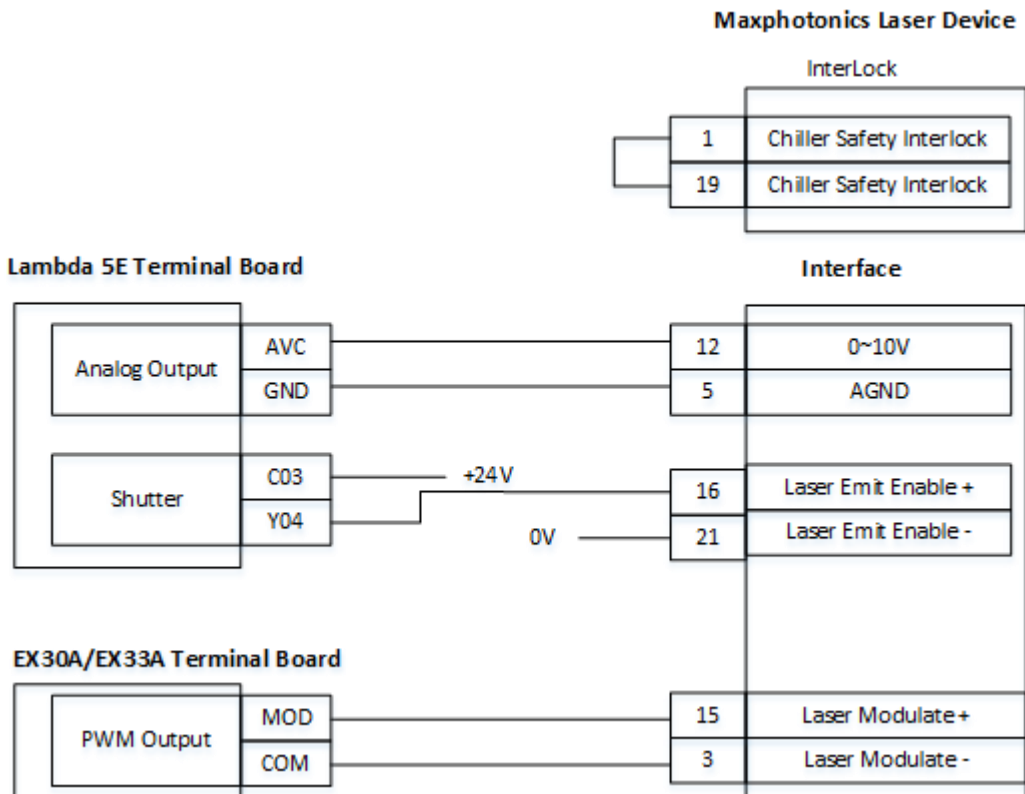 Maxphotonics Laser Device
InterLock
1 Chiller Safety Interlock
19 Chiller Safety Interlock
Lambda 5E Terminal Board
Interface
Analog Output
AVC
GND
12 0~10V
5 AGND
Shutter
C03
Y04
+24V
0V
16 Laser Emit Enable +
21 Laser Emit Enable -
EX30A/EX33A Terminal Board
PWM Output
MOD
COM
15 Laser Modulate +
3 Laser Modulate -